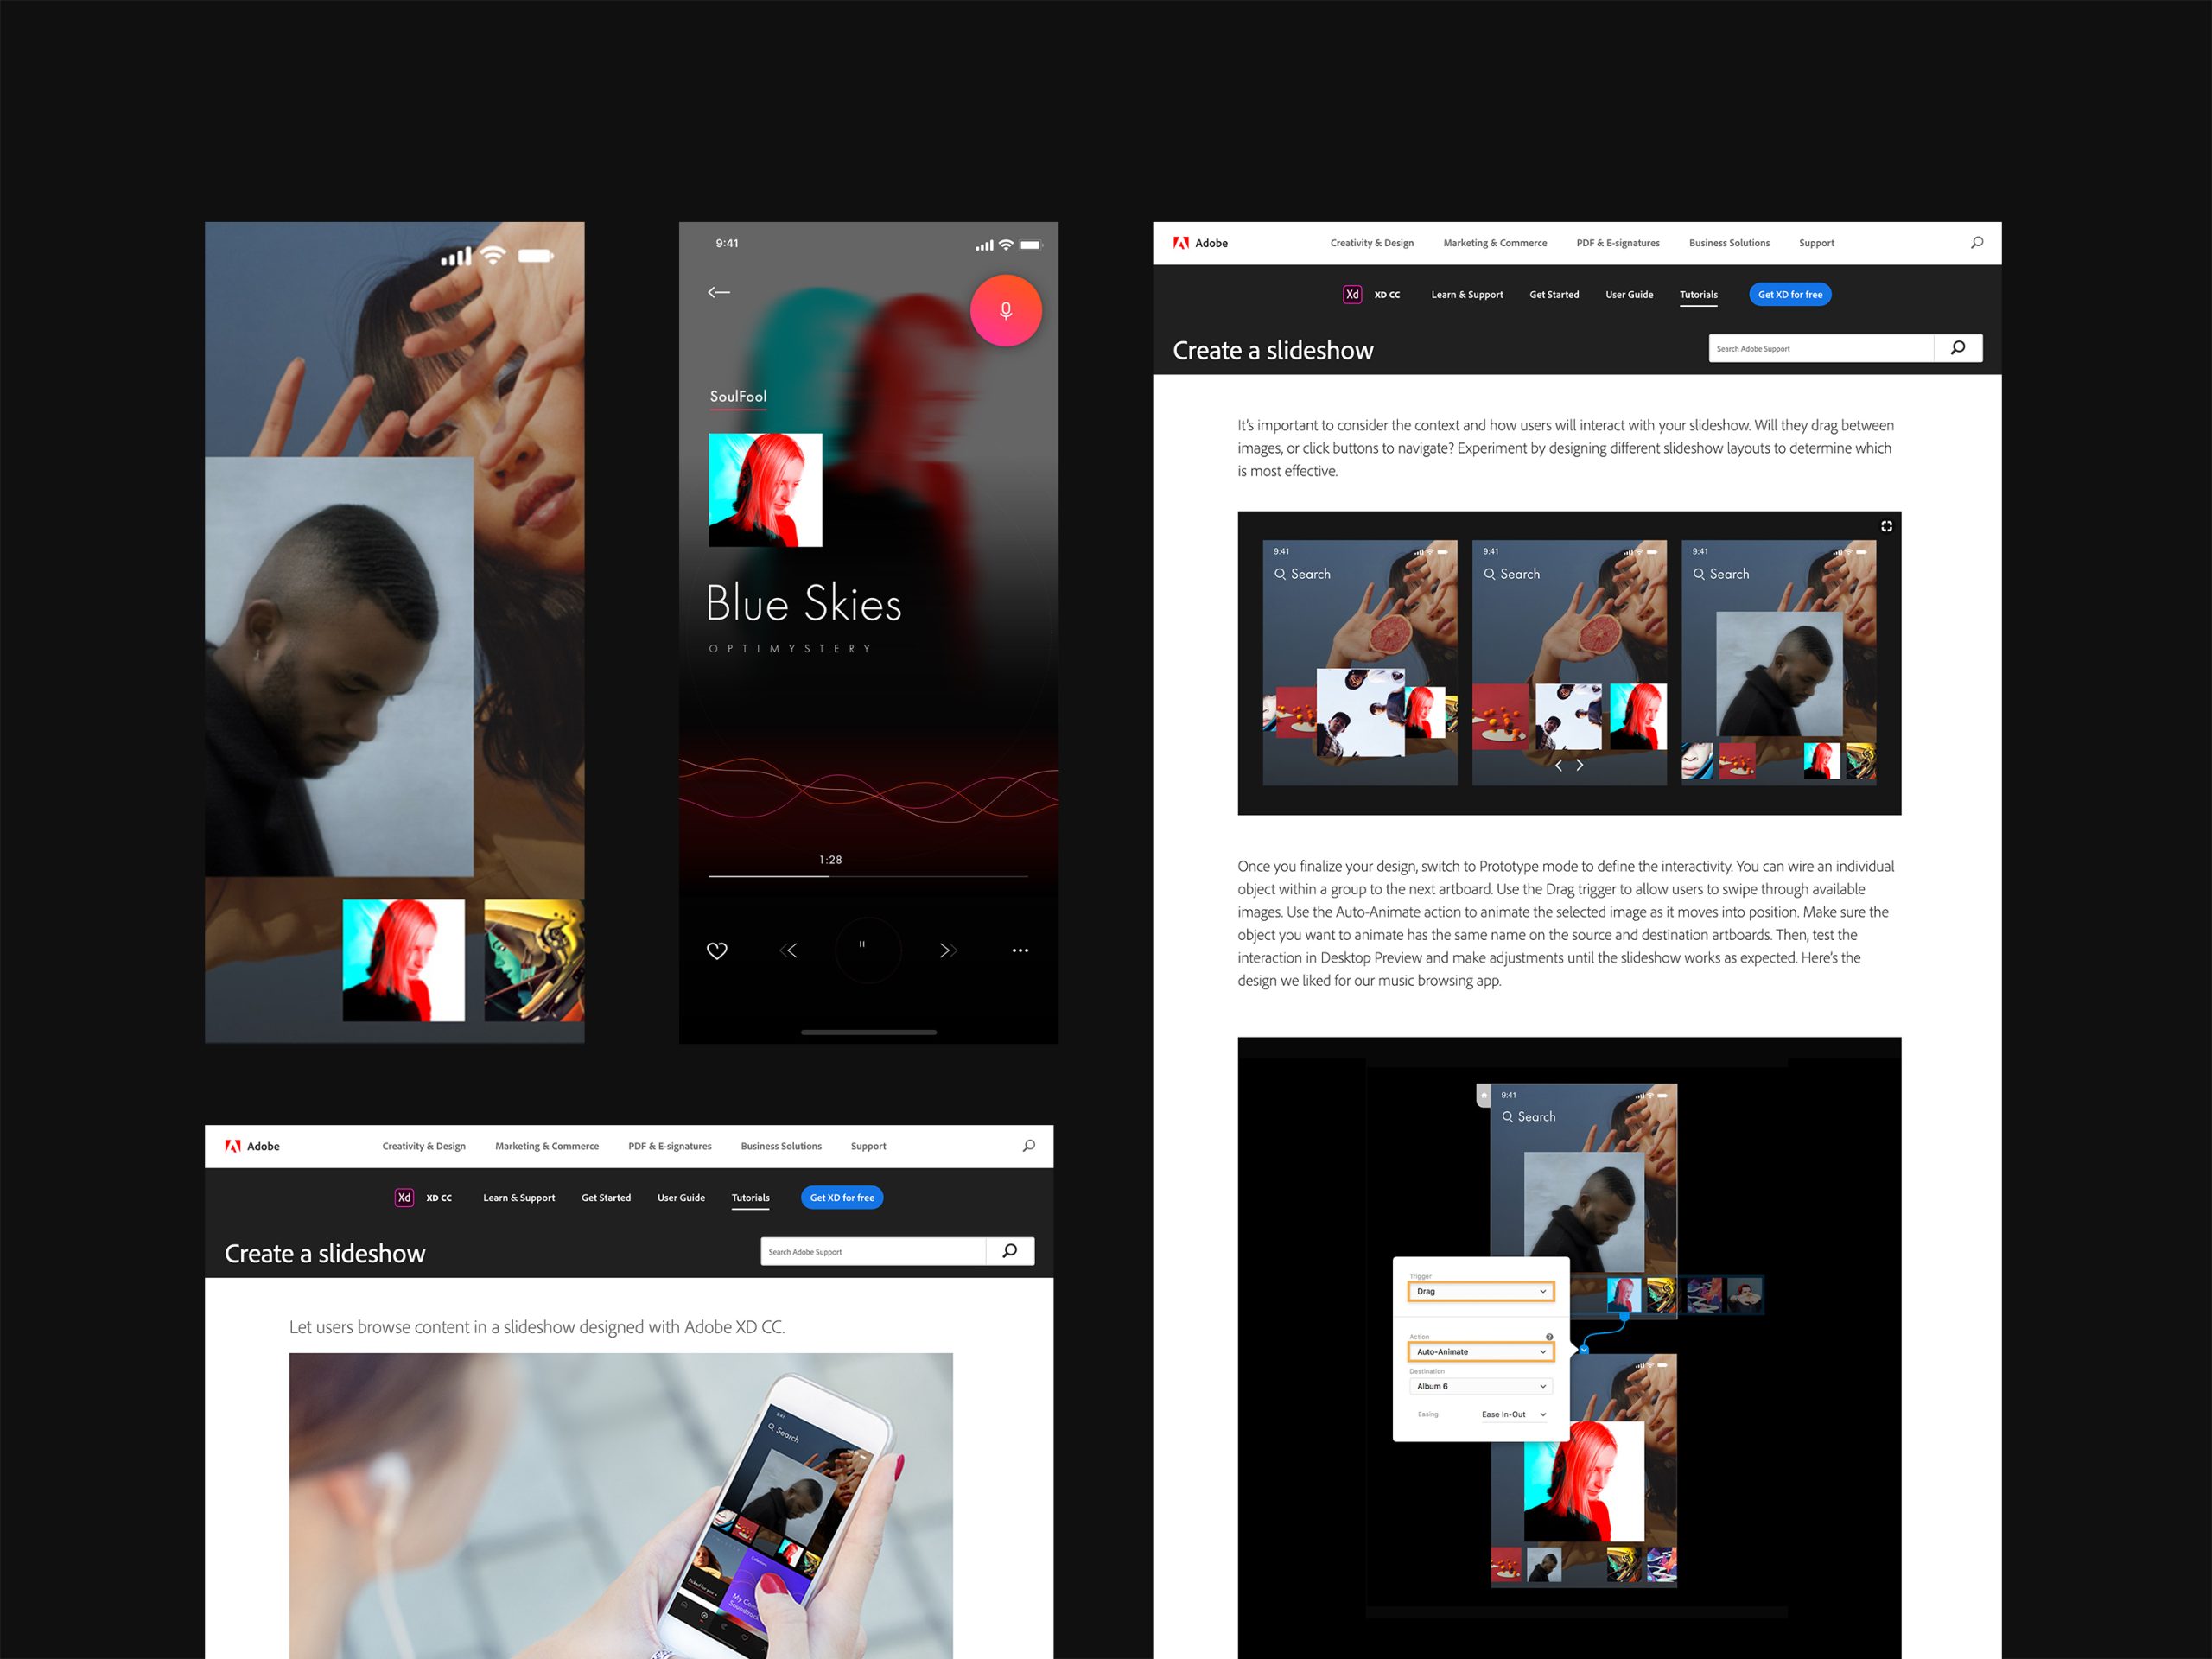 9:41
SoulFool
Blue Skies
OPTIMYSTERY
1:28
Adobe
Creativity & Design
Marketing & Commerce
PDF & E-signatures
Business Solutions
Support
Xd
XD CC
Learn & Support
Get Started
User Guide
Tutorials
Get XD for free
Create a slideshow
Search Adobe Support
Let users browse content in a slideshow designed with Adobe XD CC.
9:41
Search
My Com
Soundtrack
Adobe
Creativity & Design
Marketing & Commerce
PDF & E-signatures
Business Solutions
Support
Xd
XD CC
Learn & Support
Get Started
User Guide
Tutorials
Get XD for free
Create a slideshow
Search Adobe Support
It's important to consider the context and how users will interact with your slideshow. Will they drag between
images, or click buttons to navigate? Experiment by designing different slideshow layouts to determine which
is most effective.
9:41
Search
9:41
Search
9:41
Search
Once you finalize your design, switch to Prototype mode to define the interactivity. You can wire an individual
object within a group to the next artboard. Use the Drag trigger to allow users to swipe through available
images. Use the Auto-Animate action to animate the selected image as it moves into position. Make sure the
object you want to animate has the same name on the source and destination artboards. Then, test the
interaction in Desktop Preview and make adjustments until the slideshow works as expected. Here's the
design we liked for our music browsing app.
9:41
Search
Trigger
Drag
Action
?
Auto-Animate
Destination
Album 6
Easing
Ease In-Out